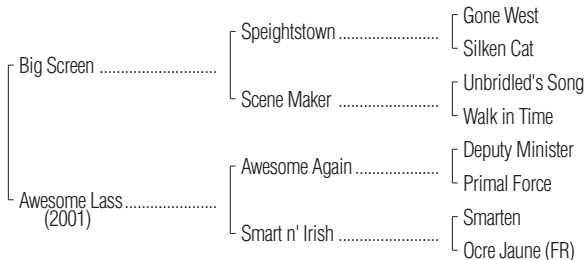 Gone West
Speightstown ....................
Silken Cat
Big Screen ........................
Unbridled's Song
Scene Maker ....................
Walk in Time
Deputy Minister
Awesome Again .................
Primal Force
Awesome Lass ...................
(2001)
Smarten
Smart n' Irish ....................
Ocre Jaune (FR)